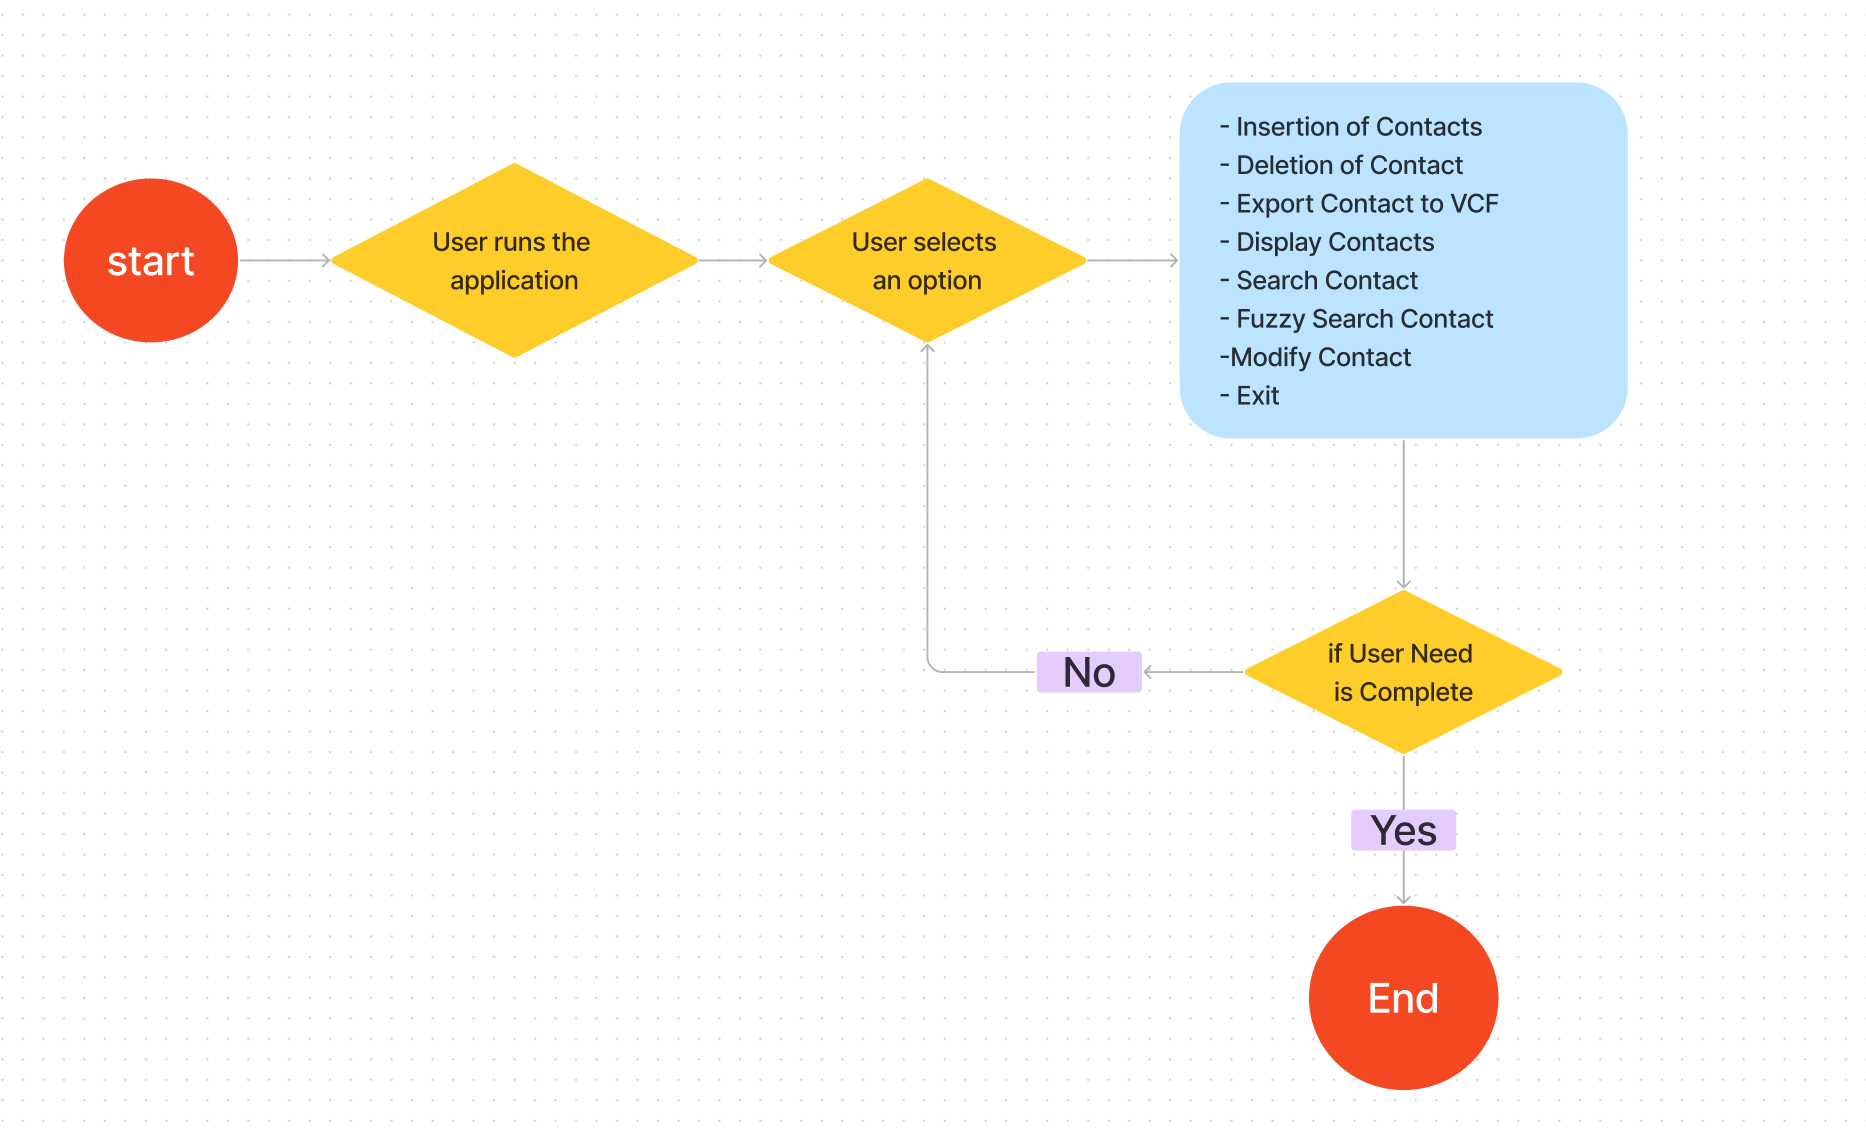 start
User runs the
application
User selects
an option
- Insertion of Contacts
- Deletion of Contact
- Export Contact to VCF
- Display Contacts
- Search Contact
- Fuzzy Search Contact
-Modify Contact
- Exit
if User Need
is Complete
No
Yes
End